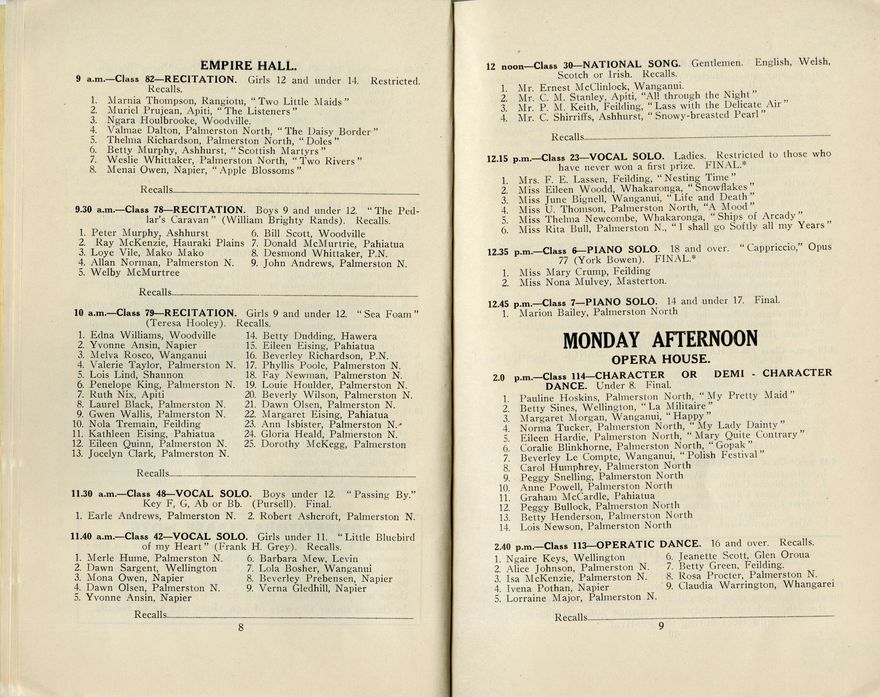 EMPIRE HALL.
9 a.m.—Class 82—RECITATION. Girls 12 and under 14. Restricted.
Recalls.
1. Marnia Thompson, Rangiotu, "Two Little Maids"
2. Muriel Prujean, Apiti, "The Listeners"
3. Ngara Houlbrooke, Woodville.
4. Valmae Dalton, Palmerston North, "The Daisy Border"
5. Thelma Richardson, Palmerston North, "Doles"
6. Betty Murphy, Ashhurst, "Scottish Martyrs"
7. Weslie Whittaker, Palmerston North, "Two Rivers"
8. Menai Owen, Napier, "Apple Blossoms"
Recalls
9.30 a.m.—Class 78—RECITATION. Boys 9 and under 12. "The Ped-
lar's Caravan" (William Brighty Rands). Recalls.
1. Peter Murphy, Ashhurst
2. Ray McKenzie, Hauraki Plains
3. Loye Vile, Mako Mako
4. Allan Norman, Palmerston N.
5. Welby McMurtree
6. Bill Scott, Woodville
7. Donald McMurtrie, Pahiatua
8. Desmond Whittaker, P.N.
9. John Andrews, Palmerston N.
Recalls
10 a.m.—Class 79—RECITATION. Girls 9 and under 12. "Sea Foam"
(Teresa Hooley). Recalls.
1. Edna Williams, Woodville
2. Yvonne Ansin, Napier
3. Melva Rosco, Wanganui
4. Valerie Taylor, Palmerston N.
5. Lois Lind, Shannon
6. Penelope King, Palmerston N.
7. Ruth Nix, Apiti
8. Laurel Black, Palmerston N.
9. Gwen Wallis, Palmerston N.
10. Nola Tremain, Feilding
11. Kathleen Eising, Pahiatua
12. Eileen Quinn, Palmerston N.
13. Jocelyn Clark, Palmerston N.
14. Betty Dudding, Hawera
15. Eileen Eising, Pahiatua
16. Beverley Richardson, P.N.
17. Phyllis Poole, Palmerston N.
18. Fay Newman, Palmerston N.
19. Louie Houlder, Palmerston N.
20. Beverly Wilson, Palmerston N.
21. Dawn Olsen, Palmerston N.
22. Margaret Eising, Pahiatua
23. Ann Isbister, Palmerston N.
24. Gloria Heald, Palmerston N.
25. Dorothy McKegg, Palmerston
Recalls
11.30 a.m.—Class 48—VOCAL SOLO. Boys under 12. "Passing By."
Key F, G, Ab or Bb. (Pursell). Final.
1. Earle Andrews, Palmerston N. 2. Robert Ashcroft, Palmerston N.
11.40 a.m.—Class 42—VOCAL SOLO. Girls under 11. "Little Bluebird
of my Heart" (Frank H. Grey). Recalls.
1. Merle Hume, Palmerston N.
2. Dawn Sargent, Wellington
3. Mona Owen, Napier
4. Dawn Olsen, Palmerston N.
5. Yvonne Ansin, Napier
6. Barbara Mew, Levin
7. Lola Bosher, Wanganui
8. Beverley Prebensen, Napier
9. Verna Gledhill, Napier
Recalls
8
12 noon—Class 30—NATIONAL SONG. Gentlemen. English, Welsh,
Scotch or Irish. Recalls.
1. Mr. Ernest McClinlock, Wanganui.
2. Mr. C. M. Stanley, Apiti, "All through the Night"
3. Mr. P. M. Keith, Feilding, "Lass with the Delicate Air"
4. Mr. C. Shirriffs, Ashhurst, "Snowy-breasted Pearl"
Recalls
12.15 p.m.—Class 23—VOCAL SOLO. Ladies. Restricted to those who
have never won a first prize. FINAL.*
1. Mrs. F. E. Lassen, Feilding, "Nesting Time"
2. Miss Eileen Woodd, Whakaronga, "Snowflakes"
3. Miss June Bignell, Wanganui, "Life and Death"
4. Miss U. Thomson, Palmerston North, "A Mood"
5. Miss Thelma Newcombe, Whakaronga, "Ships of Arcady"
6. Miss Rita Bull, Palmerston N., "I shall go Softly all my Years"
12.35 p.m.—Class 6—PIANO SOLO. 18 and over. "Cappriccio," Opus
77 (York Bowen). FINAL.*
1. Miss Mary Crump, Feilding
2. Miss Nona Mulvey, Masterton.
12.45 p.m.—Class 7—PIANO SOLO. 14 and under 17. Final.
1. Marion Bailey, Palmerston North
MONDAY AFTERNOON
OPERA HOUSE.
2.0 p.m.—Class 114—CHARACTER OR DEMI - CHARACTER
DANCE. Under 8. Final.
1. Pauline Hoskins, Palmerston North, "My Pretty Maid"
2. Betty Sines, Wellington, "La Militaire"
3. Margaret Morgan, Wanganui, "Happy"
4. Norma Tucker, Palmerston North, "My Lady Dainty"
5. Eileen Hardie, Palmerston North, "Mary Quite Contrary"
6. Coralie Blinkhorne, Palmerston North, "Gopak"
7. Beverley Le Compte, Wanganui, "Polish Festival"
8. Carol Humphrey, Palmerston North
9. Peggy Snelling, Palmerston North
10. Anne Powell, Palmerston North
11. Graham McCardle, Pahiatua
12. Peggy Bullock, Palmerston North
13. Betty Henderson, Palmerston North
14. Lois Newson, Palmerston North
2.40 p.m.—Class 113—OPERATIC DANCE. 16 and over. Recalls.
1. Ngaire Keys, Wellington
2. Alice Johnson, Palmerston N.
3. Isa McKenzie, Palmerston N.
4. Ivena Pothan, Napier
5. Lorraine Major, Palmerston N.
6. Jeanette Scott, Glen Oroua
7. Betty Green, Feilding.
8. Rosa Procter, Palmerston N.
9. Claudia Warrington, Whangarei
Recalls
9